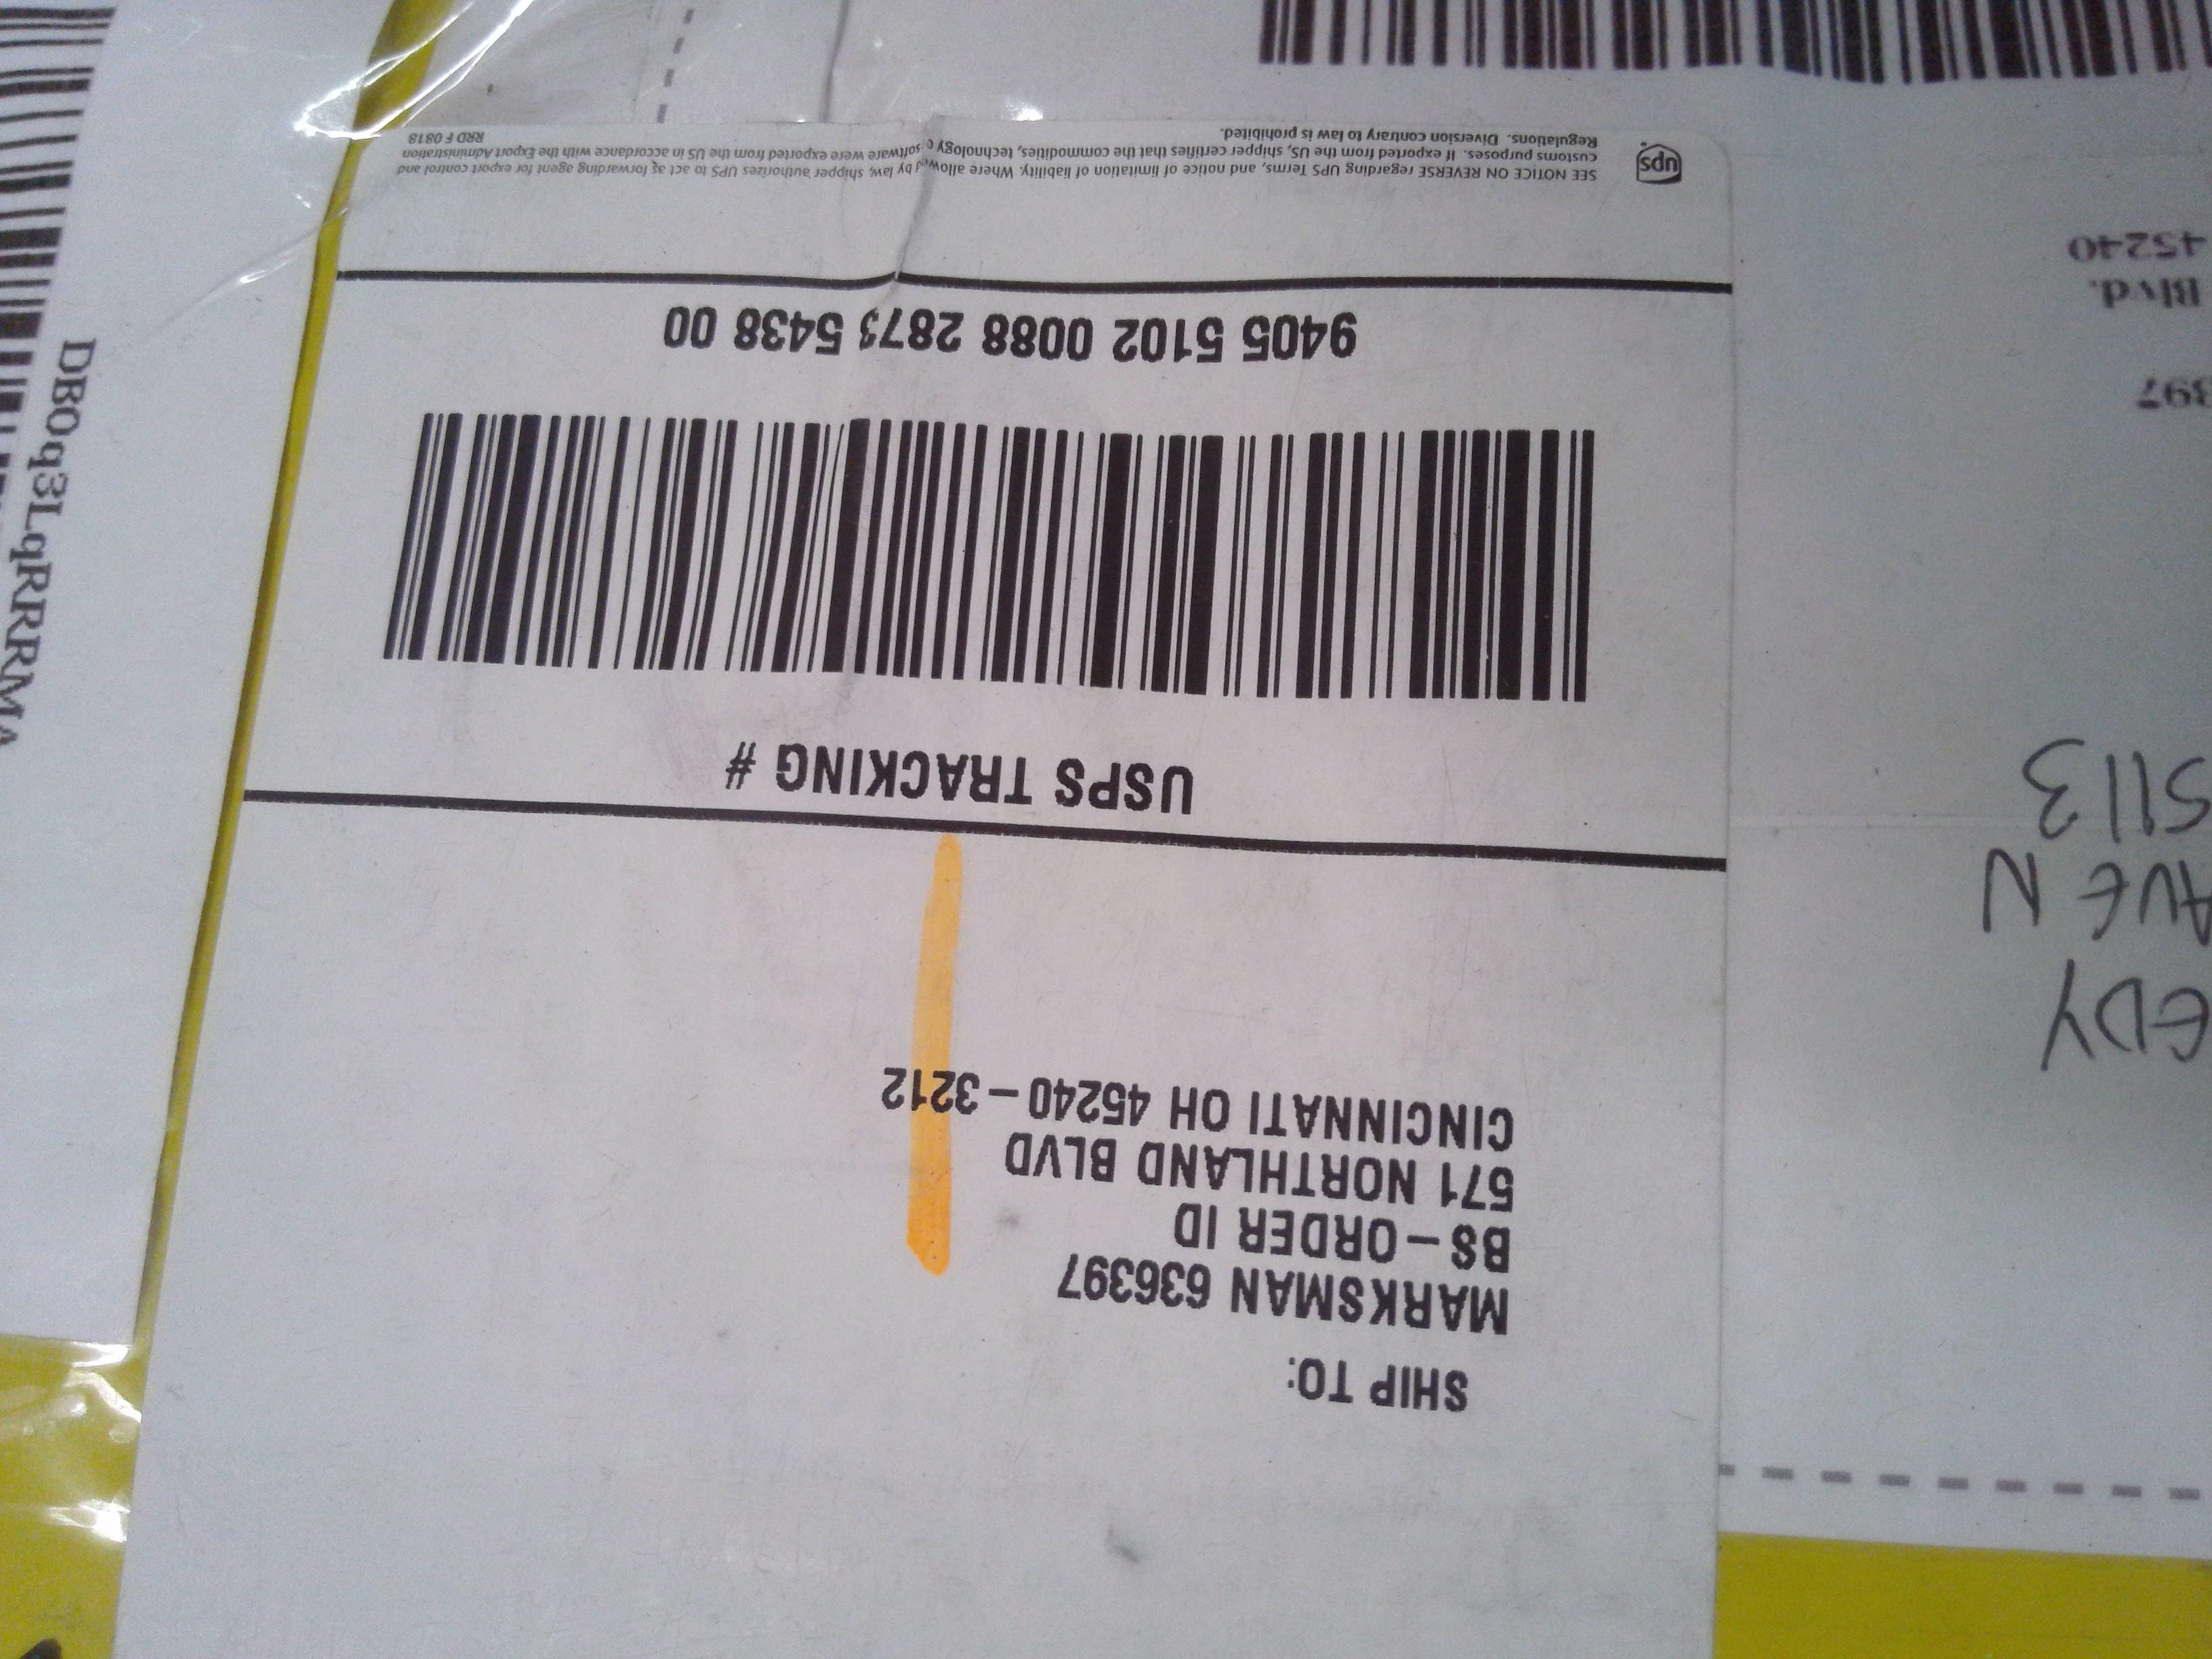 SHIP TO:
MARKSMAN 636397
BS-ORDER ID
571 NORTHLAND BLVD
CINCINNATI OH 45240-3212
USPS TRACKING #
9405 5102 0088 2873 5438 00
ups
SEE NOTICE ON REVERSE regarding UPS Terms, and notice of limitation of liability. Where allowed by law, shipper authorizes UPS to act as forwarding agent for export control and
customs purposes. If exported from the US, shipper certifies that the commodities, technology software were exported from the US in accordance with the Export Administration
Regulations. Diversion contrary to law is prohibited.
RRD F 0818
EDY
AVE N
5113
397
Blvd.
45240
DB0q3LqRRRMA